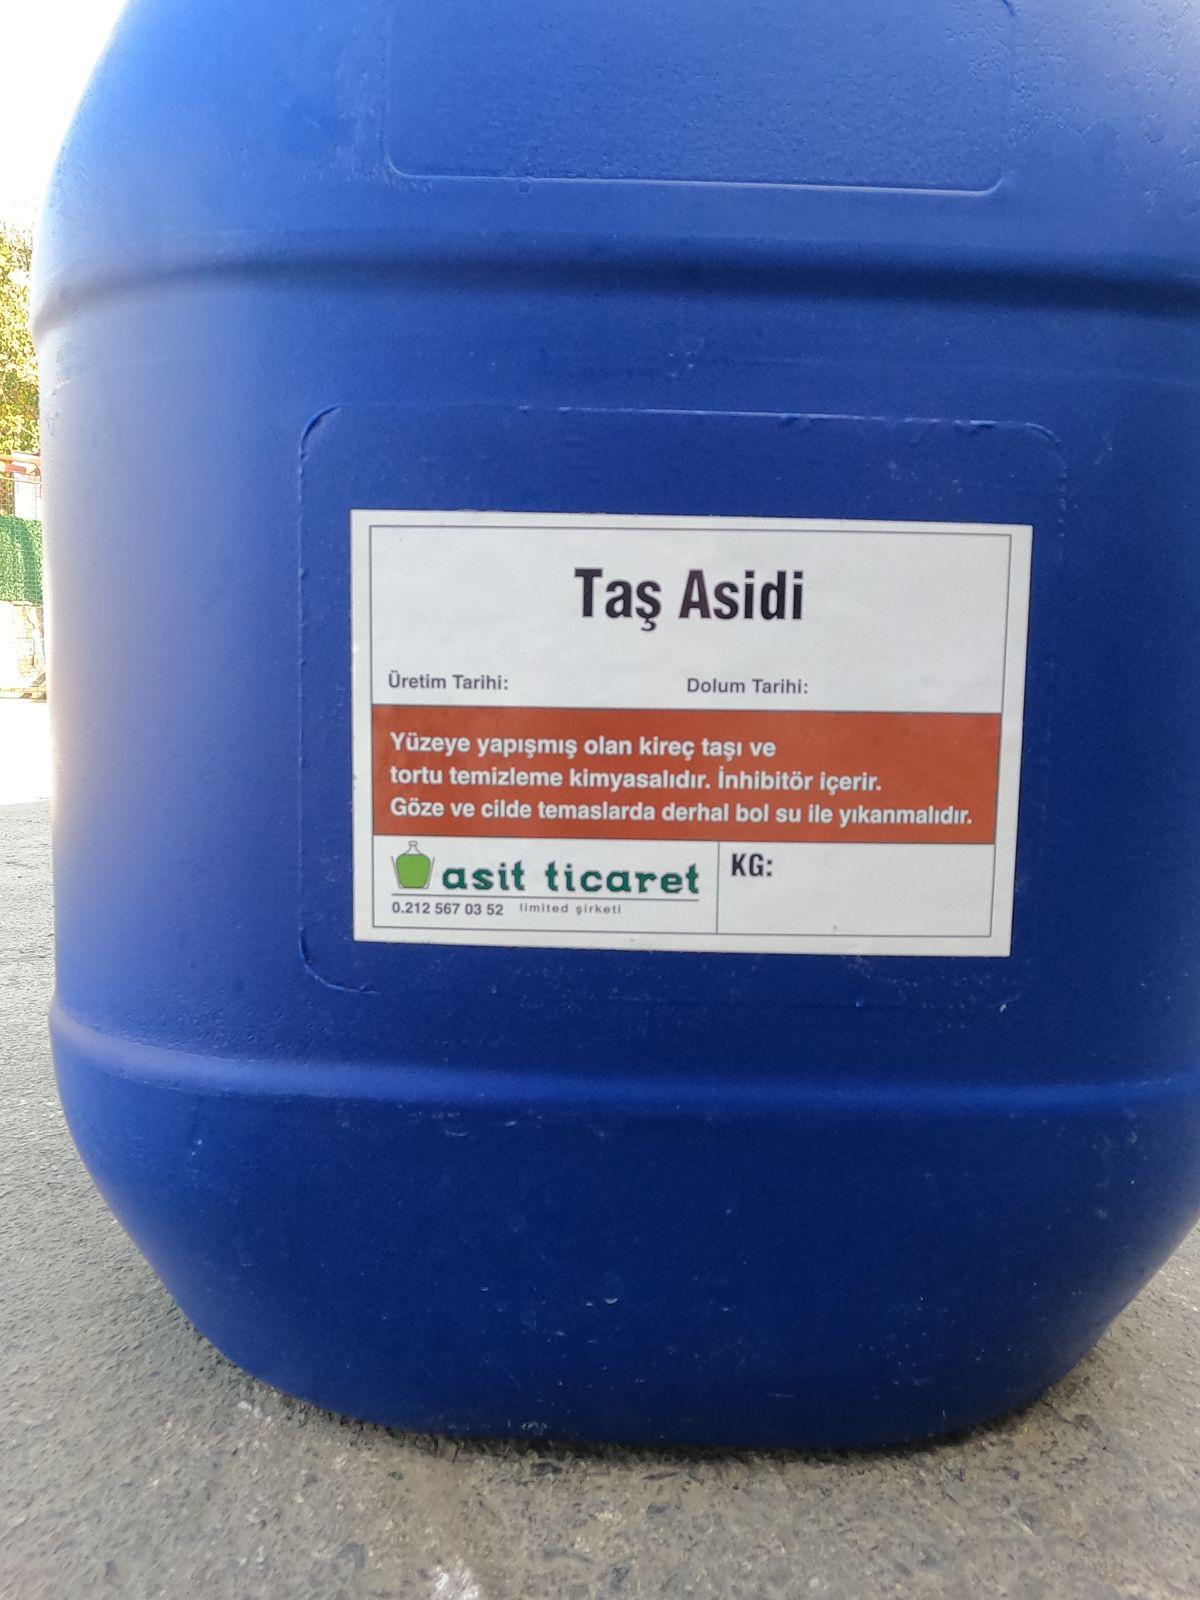 Taş Asidi
Üretim Tarihi: Dolum Tarihi:
Yüzeye yapışmış olan kireç taşı ve
tortu temizleme kimyasalıdır. İnhibitör içerir.
Göze ve cilde temaslarda derhal bol su ile yıkanmalıdır.
asit ticaret
0.212 567 03 52 limited şirketi
KG: